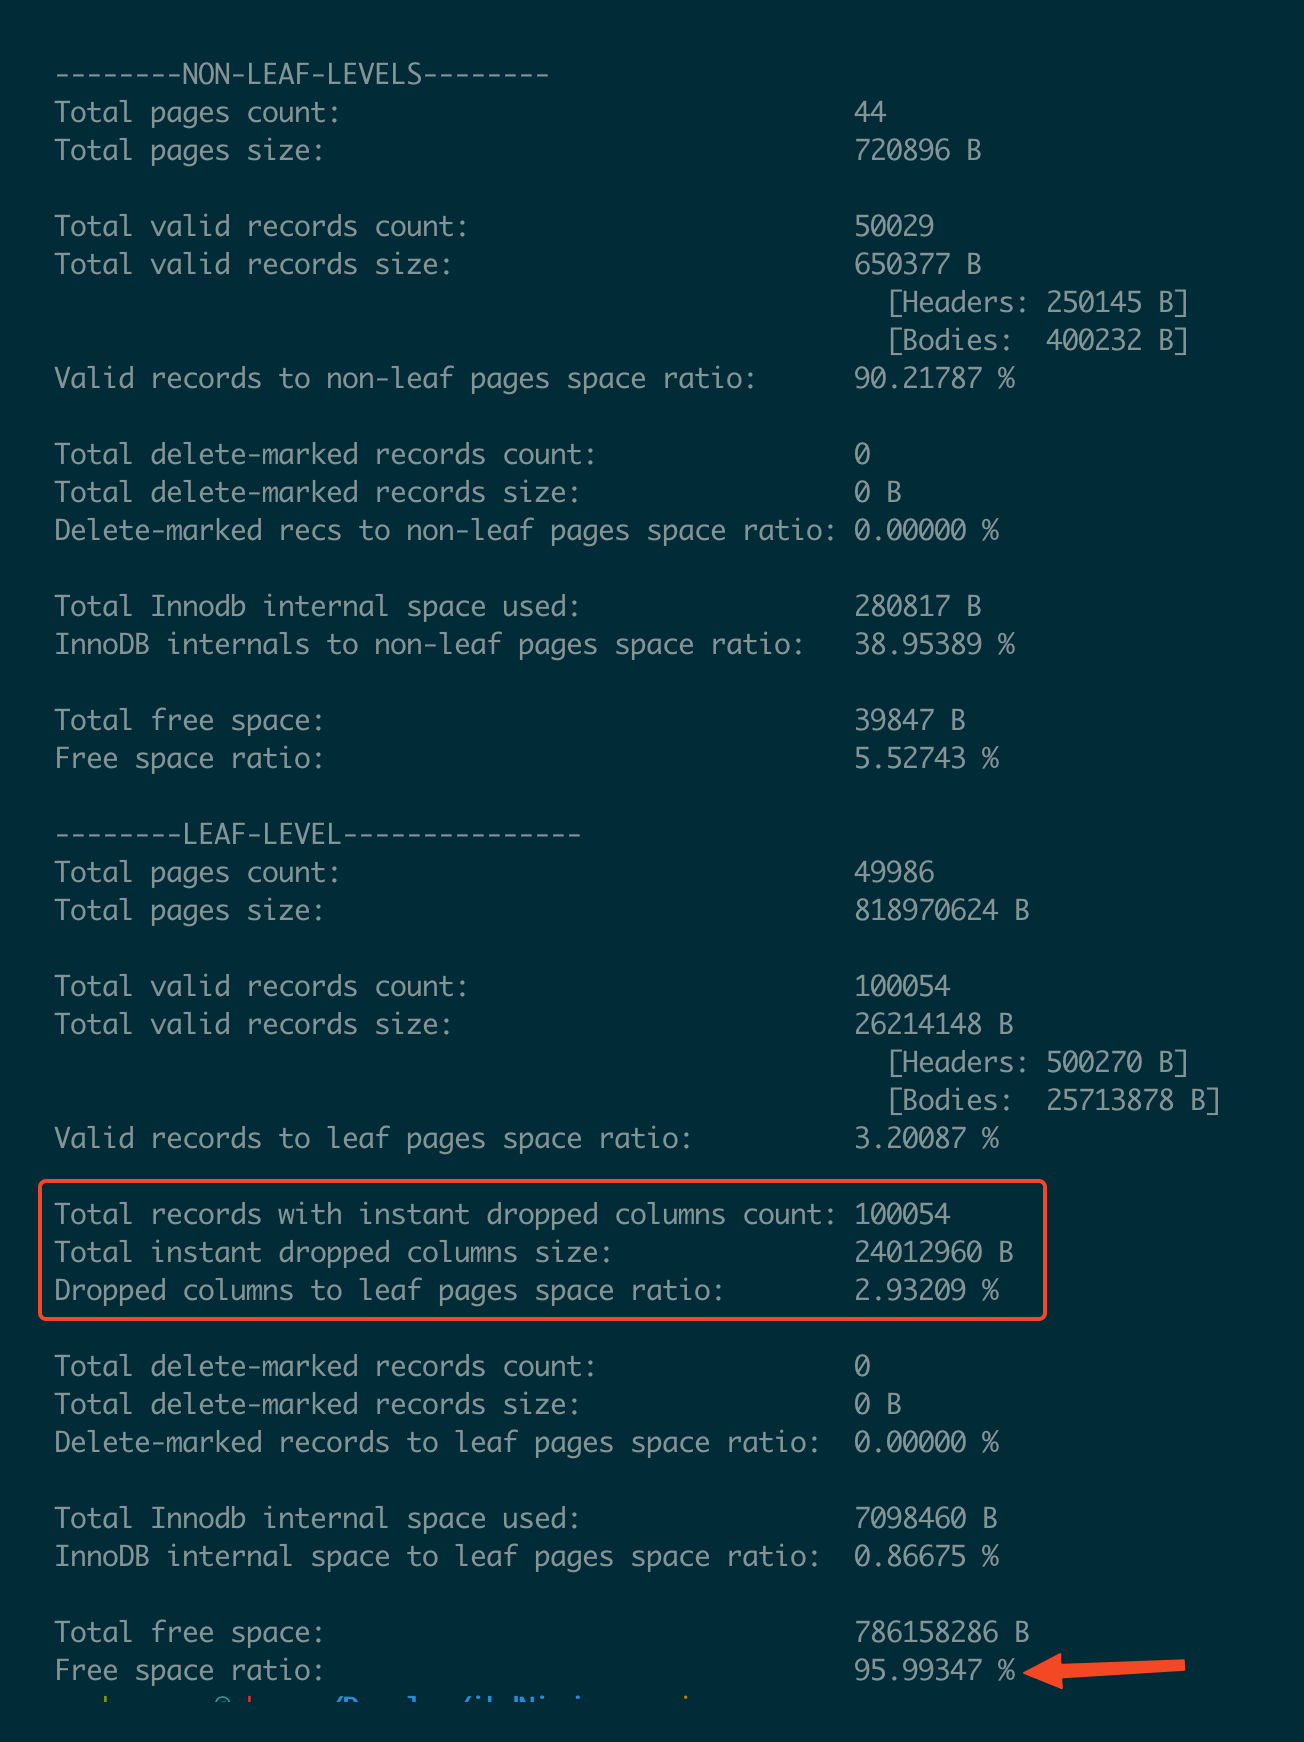 --------NON-LEAF-LEVELS--------
Total pages count: 44
Total pages size: 720896 B
Total valid records count: 50029
Total valid records size: 650377 B
[Headers: 250145 B]
[Bodies: 400232 B]
Valid records to non-leaf pages space ratio: 90.21787 %
Total delete-marked records count: 0
Total delete-marked records size: 0 B
Delete-marked recs to non-leaf pages space ratio: 0.00000 %
Total Innodb internal space used: 280817 B
InnoDB internals to non-leaf pages space ratio: 38.95389 %
Total free space: 39847 B
Free space ratio: 5.52743 %
--------LEAF-LEVEL---------------
Total pages count: 49986
Total pages size: 818970624 B
Total valid records count: 100054
Total valid records size: 26214148 B
[Headers: 500270 B]
[Bodies: 25713878 B]
Valid records to leaf pages space ratio: 3.20087 %
Total records with instant dropped columns count: 100054
Total instant dropped columns size: 24012960 B
Dropped columns to leaf pages space ratio: 2.93209 %
Total delete-marked records count: 0
Total delete-marked records size: 0 B
Delete-marked records to leaf pages space ratio: 0.00000 %
Total Innodb internal space used: 7098460 B
InnoDB internal space to leaf pages space ratio: 0.86675 %
Total free space: 786158286 B
Free space ratio: 95.99347 %